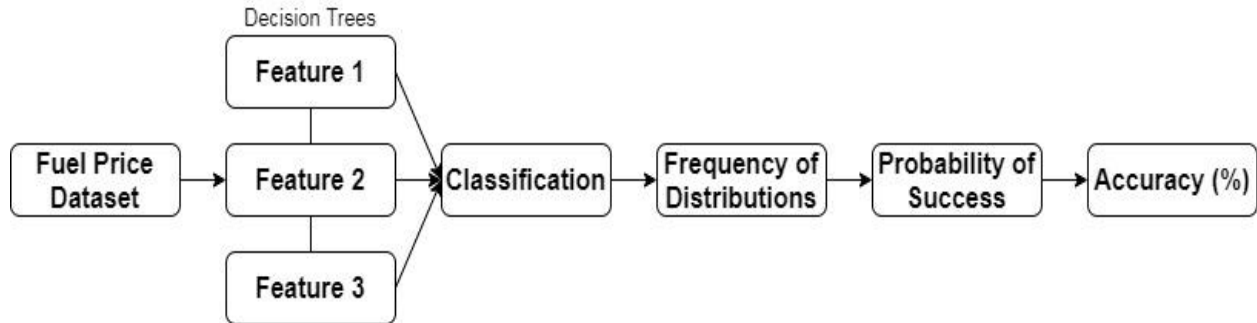 Decision Trees
Feature 1
Fuel Price
Dataset
Feature 2
Classification
Frequency of
Distributions
Probability of
Success
Accuracy (%)
Feature 3